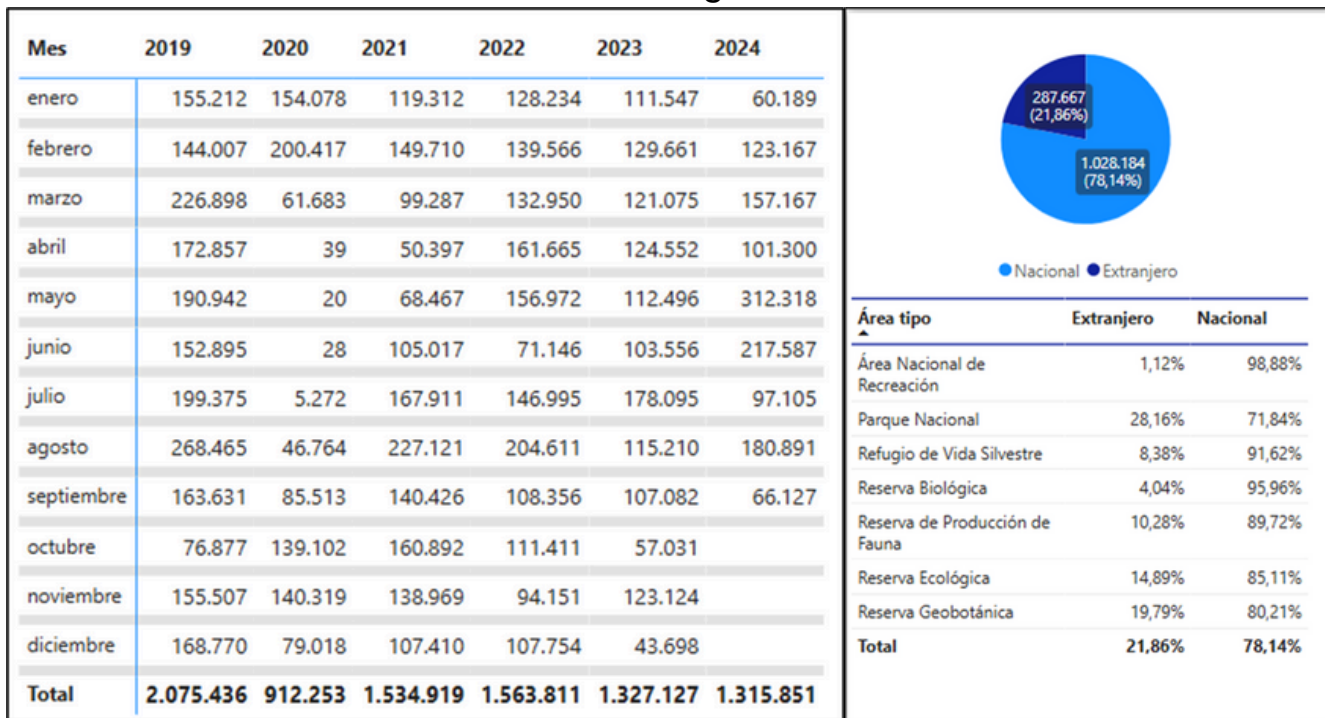 Mes 2019 2020 2021 2022 2023 2024
enero 155.212 154.078 119.312 128.234 111.547 60.189
febrero 144.007 200.417 149.710 139.566 129.661 123.167
marzo 226.898 61.683 99.287 132.950 121.075 157.167
abril 172.857 39 50.397 161.665 124.552 101.300
mayo 190.942 20 68.467 156.972 112.496 312.318
junio 152.895 28 105.017 71.146 103.556 217.587
julio 199.375 5.272 167.911 146.995 178.095 97.105
agosto 268.465 46.764 227.121 204.611 115.210 180.891
septiembre 163.631 85.513 140.426 108.356 107.082 66.127
octubre 76.877 139.102 160.892 111.411 57.031
noviembre 155.507 140.319 138.969 94.151 123.124
diciembre 168.770 79.018 107.410 107.754 43.698
Total 2.075.436 912.253 1.534.919 1.563.811 1.327.127 1.315.851
287.667
(21,86%)
1.028.184
(78,14%)
Nacional Extranjero
Área tipo Extranjero Nacional
Área Nacional de 1,12% 98,88%
Recreación
Parque Nacional 28,16% 71,84%
Refugio de Vida Silvestre 8,38% 91,62%
Reserva Biológica 4,04% 95,96%
Reserva de Producción de 10,28% 89,72%
Fauna
Reserva Ecológica 14,89% 85,11%
Reserva Geobotánica 19,79% 80,21%
Total 21,86% 78,14%